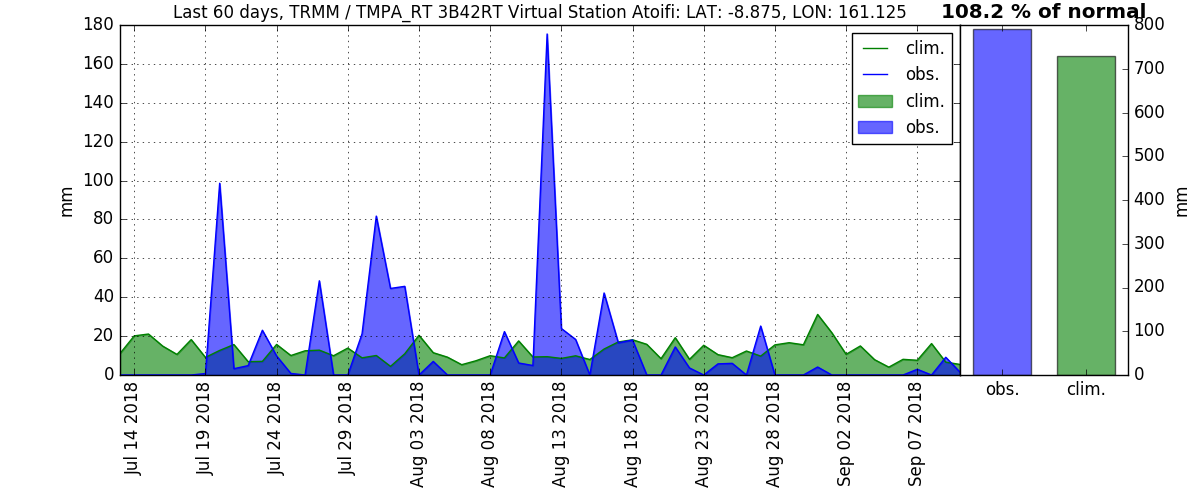 Last 60 days, TRMM / TMPA_RT 3B42RT Virtual Station Atoifi: LAT: -8.875, LON: 161.125
108.2 % of normal
180
160
140
120
100
80
60
40
20
0
mm
clim.
obs.
clim.
obs.
Jul 14 2018
Jul 19 2018
Jul 24 2018
Jul 29 2018
Aug 03 2018
Aug 08 2018
Aug 13 2018
Aug 18 2018
Aug 23 2018
Aug 28 2018
Sep 02 2018
Sep 07 2018
800
700
600
500
400
300
200
100
0
mm
obs.
clim.